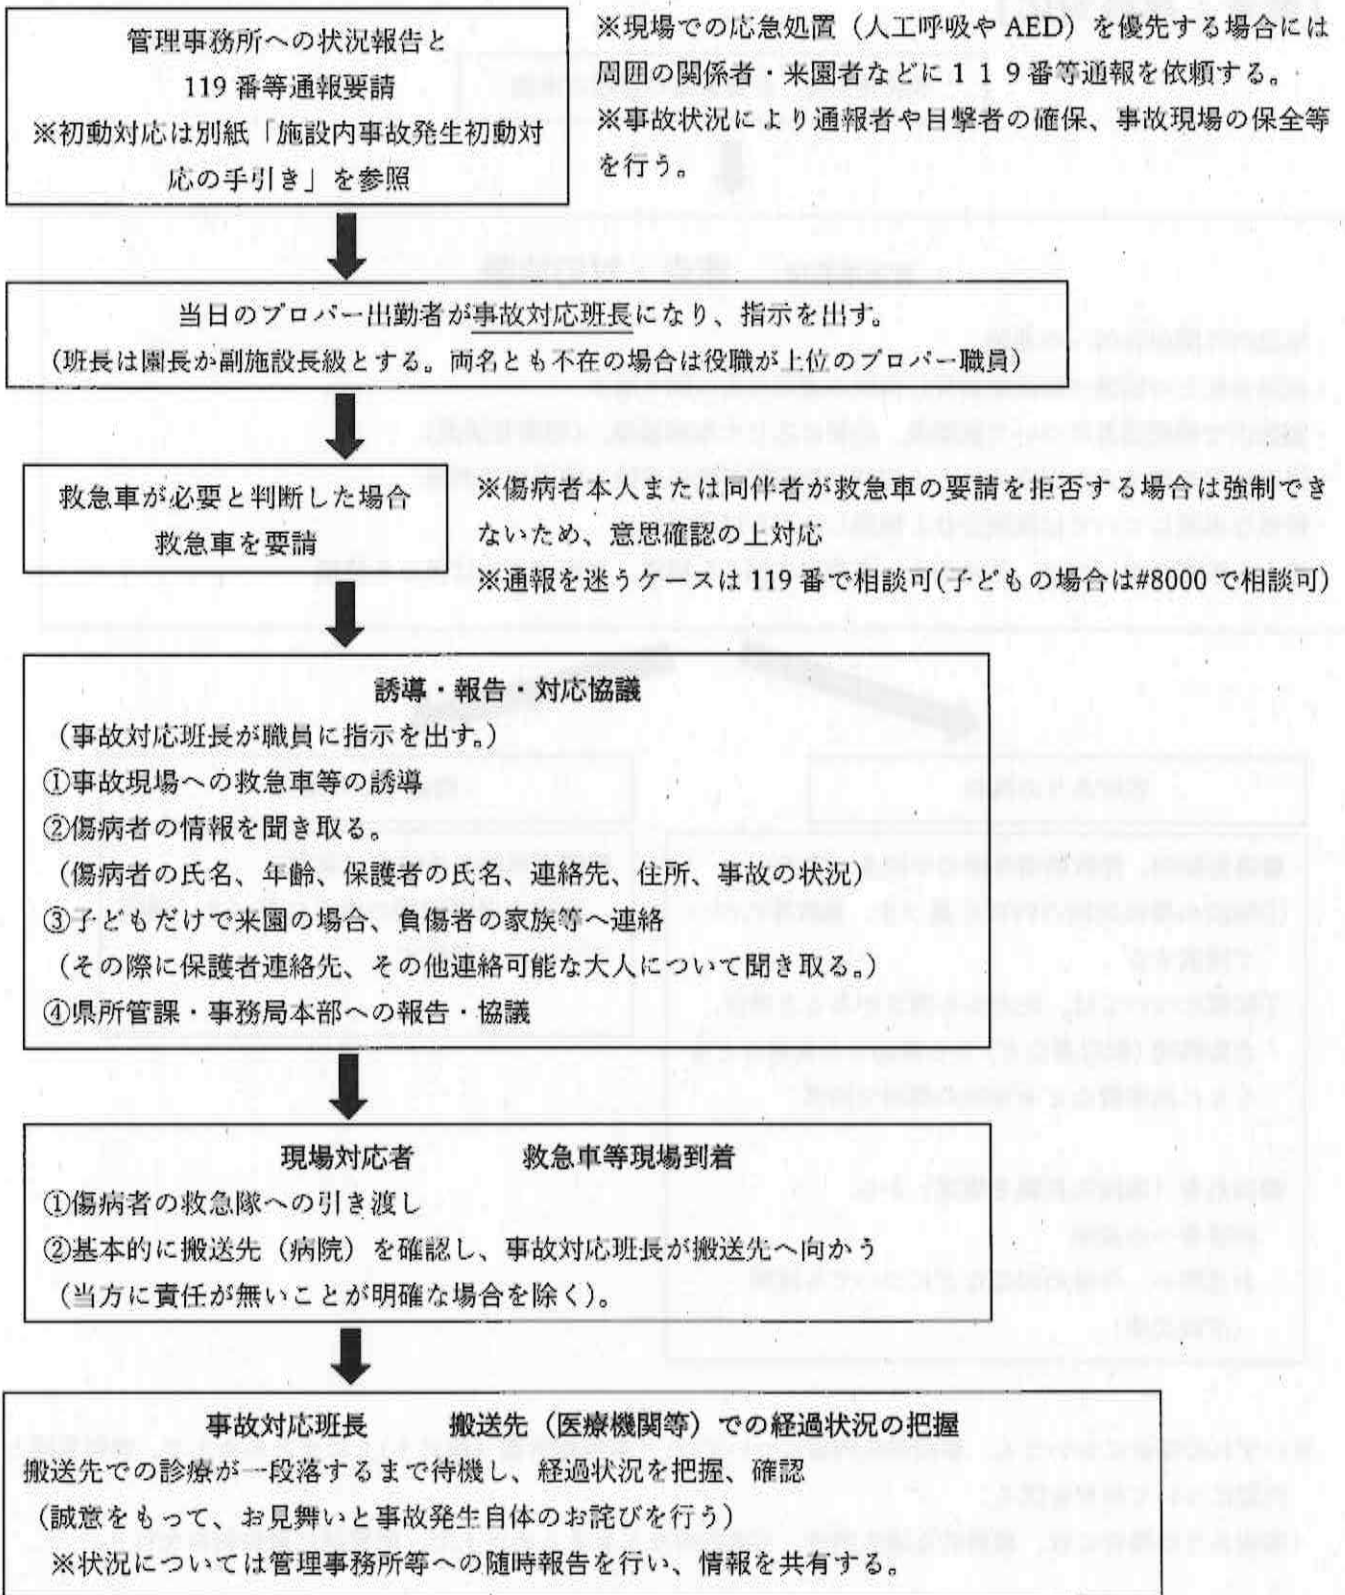 管理事務所への状況報告と
119番等通報要請
※初動対応は別紙「施設内事故発生初動対
応の手引き」を参照
※現場での応急処置（人工呼吸やAED）を優先する場合には
周囲の関係者・来園者などに１１９番等通報を依頼する。
※事故状況により通報者や目撃者の確保、事故現場の保全等
を行う。
当日のプロパー出勤者が事故対応班長になり、指示を出す。
(班長は園長か副施設長級とする。両名とも不在の場合は役職が上位のプロパー職員)
救急車が必要と判断した場合
救急車を要請
※傷病者本人または同伴者が救急車の要請を拒否する場合は強制でき
ないため、意思確認の上対応
※通報を迷うケースは119番で相談可(子どもの場合は#8000で相談可)
誘導・報告・対応協議
（事故対応班長が職員に指示を出す。）
①事故現場への救急車等の誘導
②傷病者の情報を聞き取る。
（傷病者の氏名、年齢、保護者の氏名、連絡先、住所、事故の状況）
③子どもだけで来園の場合、負傷者の家族等へ連絡
（その際に保護者連絡先、その他連絡可能な大人について聞き取る。）
④県所管課・事務局本部への報告・協議
現場対応者　　救急車等現場到着
①傷病者の救急隊への引き渡し
②基本的に搬送先（病院）を確認し、事故対応班長が搬送先へ向かう
（当方に責任が無いことが明確な場合を除く）。
事故対応班長　　搬送先（医療機関等）での経過状況の把握
搬送先での診療が一段落するまで待機し、経過状況を把握、確認
（誠意をもって、お見舞いと事故発生自体のお詫びを行う）
※状況については管理事務所等への随時報告を行い、情報を共有する。